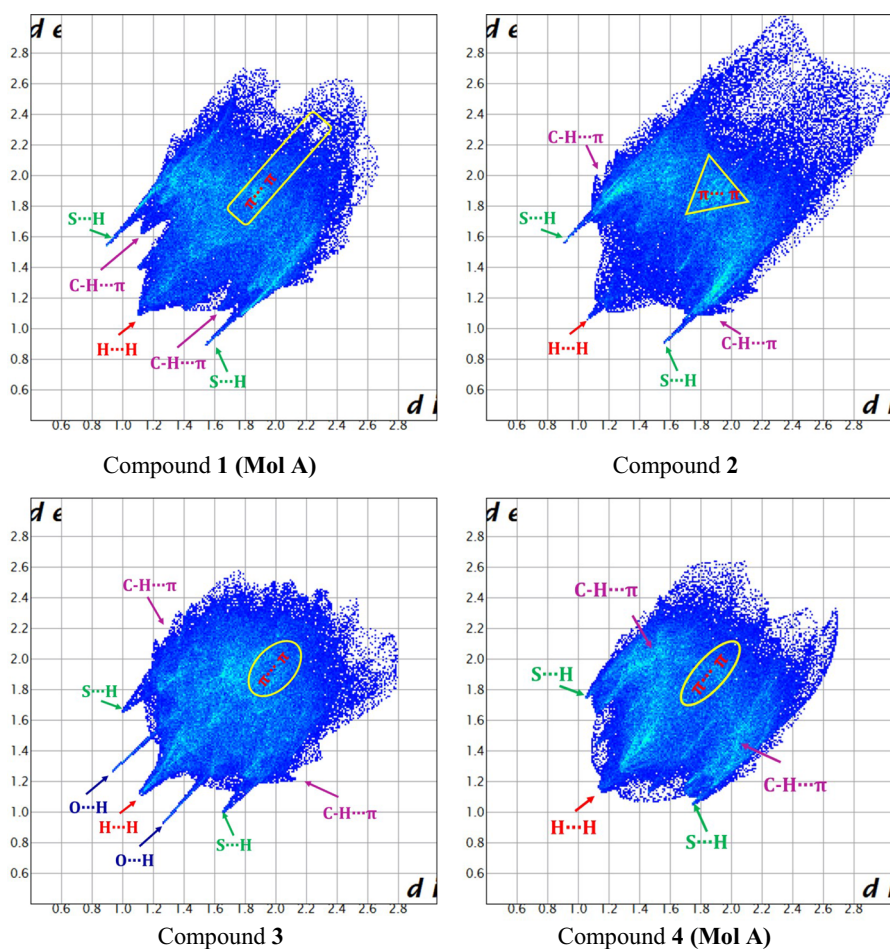 d e
2.8
2.6
2.4
2.2
2.0
1.8
1.6
1.4
1.2
1.0
0.8
0.6
S···H
C-H···π
H···H
C-H···π
S···H
π··· π
d i
0.6 0.8 1.0 1.2 1.4 1.6 1.8 2.0 2.2 2.4 2.6 2.8
Compound 1 (Mol A)
d e
2.8
2.6
2.4
2.2
2.0
1.8
1.6
1.4
1.2
1.0
0.8
0.6
C-H···π
S···H
π··· π
H···H
C-H···π
S···H
d i
0.6 0.8 1.0 1.2 1.4 1.6 1.8 2.0 2.2 2.4 2.6 2.8
Compound 2
d e
2.8
2.6
2.4
2.2
2.0
1.8
1.6
1.4
1.2
1.0
0.8
0.6
C-H···π
S···H
π··· π
O···H
H···H
O···H
S···H
C-H···π
d i
0.6 0.8 1.0 1.2 1.4 1.6 1.8 2.0 2.2 2.4 2.6 2.8
Compound 3
d e
2.8
2.6
2.4
2.2
2.0
1.8
1.6
1.4
1.2
1.0
0.8
0.6
C-H···π
S···H
π··· π
C-H···π
H···H
S···H
d i
0.6 0.8 1.0 1.2 1.4 1.6 1.8 2.0 2.2 2.4 2.6 2.8
Compound 4 (Mol A)